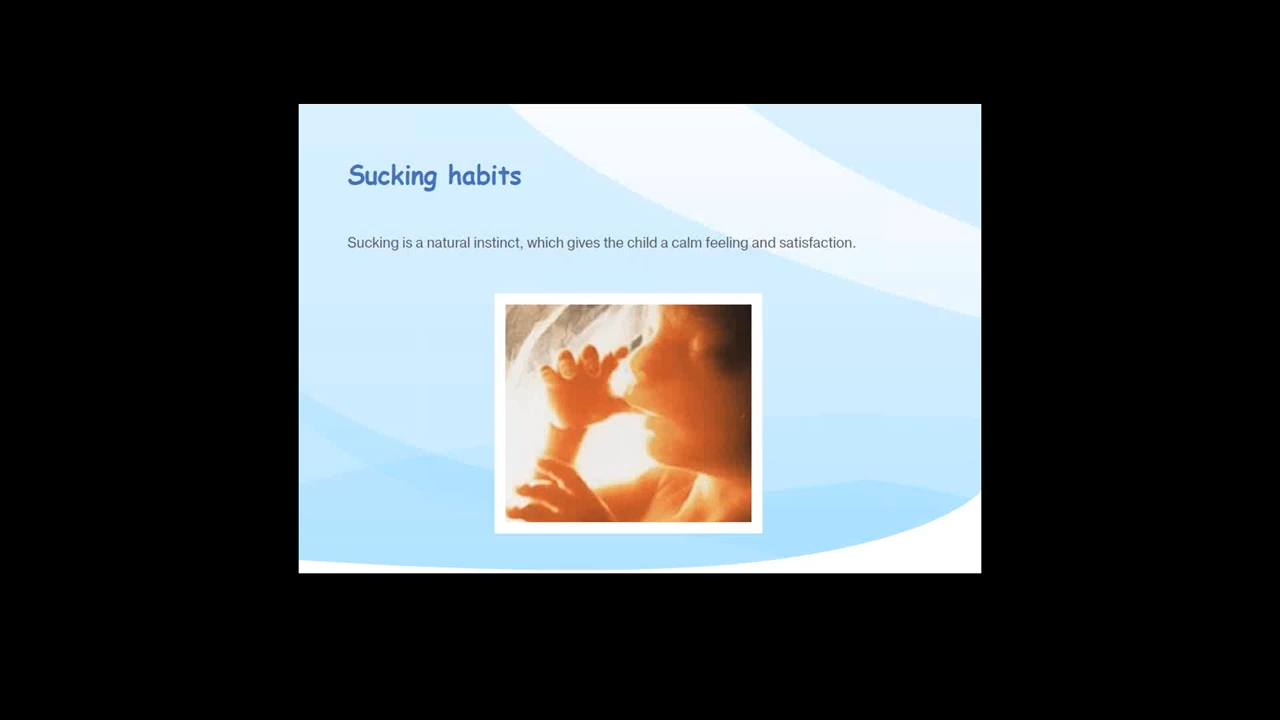 Sucking habits
Sucking is a natural instinct, which gives the child a calm feeling and satisfaction.